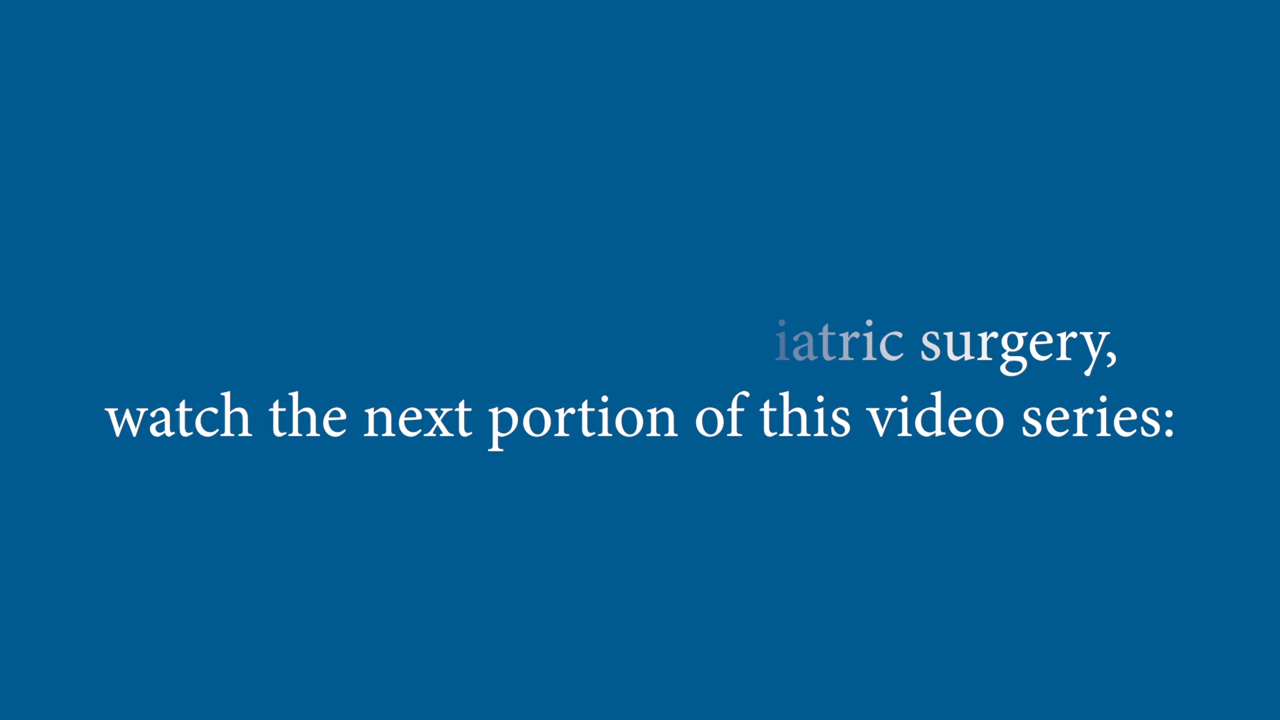 iatric surgery,
watch the next portion of this video series: